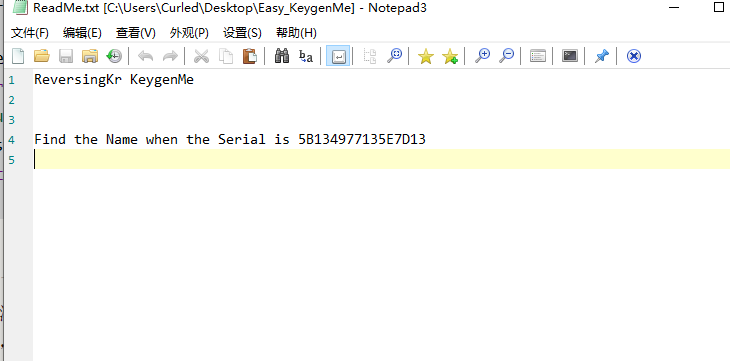 ReadMe.txt [C:\Users\Curled\Desktop\Easy_KeygenMe] - Notepad3
文件(F) 编辑(E) 查看(V) 外观(P) 设置(S) 帮助(H)
1 ReversingKr KeygenMe
2
3
4 Find the Name when the Serial is 5B134977135E7D13
5